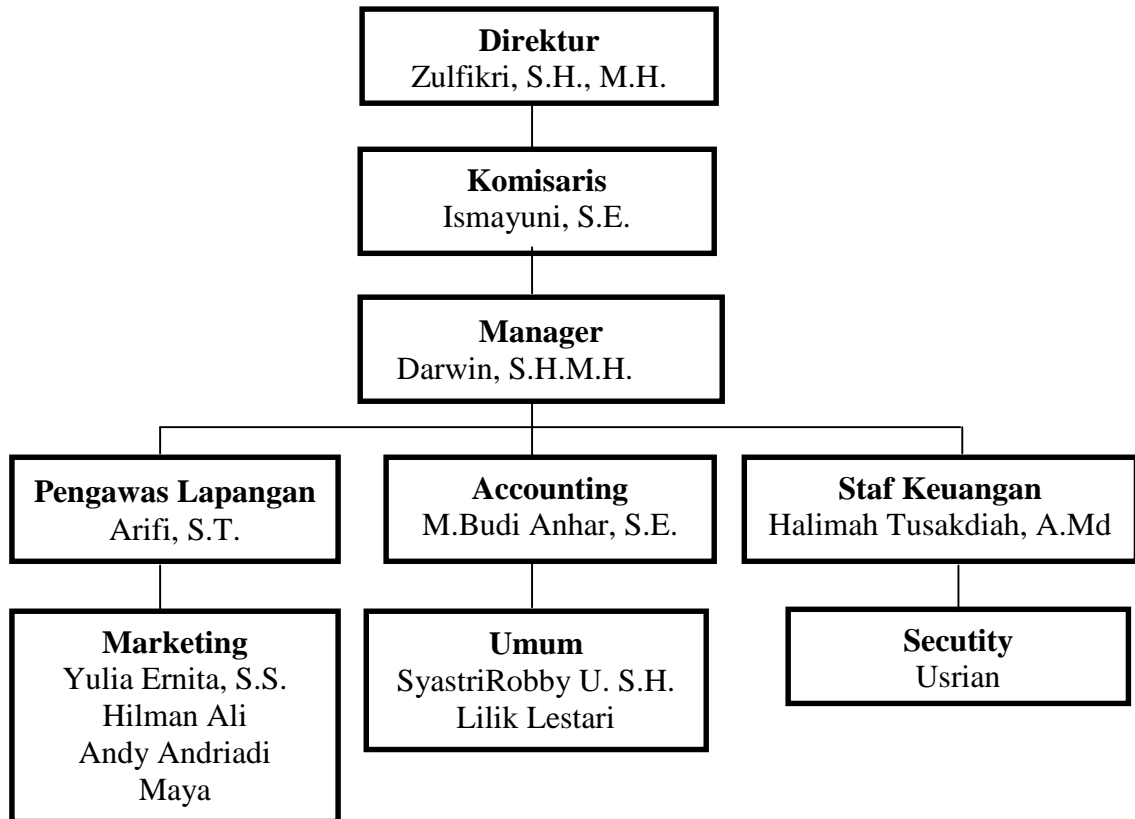 Direktur
Zulfikri, S.H., M.H.
Komisaris
Ismayuni, S.E.
Manager
Darwin, S.H.M.H.
Pengawas Lapangan
Arifi, S.T.
Accounting
M.Budi Anhar, S.E.
Staf Keuangan
Halimah Tusakdiah, A.Md
Marketing
Yulia Ernita, S.S.
Hilman Ali
Andy Andriadi
Maya
Umum
SyastriRobby U. S.H.
Lilik Lestari
Secutity
Usrian